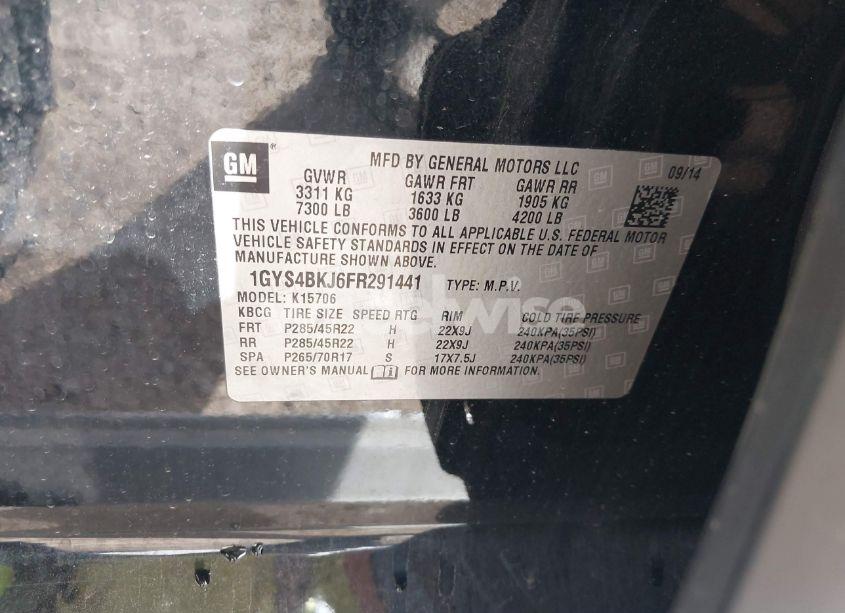 GM
MFD BY GENERAL MOTORS LLC 09/14
GVWR GAWR FRT GAWR RR
3311 KG 1633 KG 1905 KG
7300 LB 3600 LB 4200 LB
THIS VEHICLE CONFORMS TO ALL APPLICABLE U.S. FEDERAL MOTOR
VEHICLE SAFETY STANDARDS IN EFFECT ON THE DATE OF
MANUFACTURE SHOWN ABOVE.
1GYS4BKJ6FR291441 TYPE: M.P.V.
MODEL: K15706
KBCG TIRE SIZE SPEED RTG RIM COLD TIRE PRESSURE
FRT P285/45R22 H 22X9J 240KPA(35PSI)
RR P285/45R22 H 22X9J 240KPA(35PSI)
SPA P265/70R17 S 17X7.5J 240KPA(35PSI)
SEE OWNER'S MANUAL FOR MORE INFORMATION.